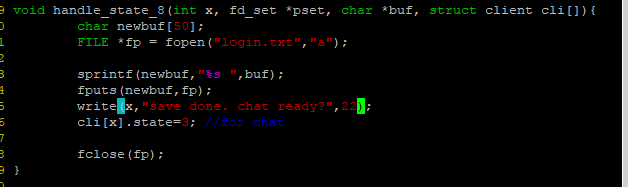 9 void handle_state_8(int x, fd_set *pset, char *buf, struct client cli[]){
0 char newbuf[50];
1 FILE *fp = fopen("login.txt","a");
3 sprintf(newbuf,"%s ",buf);
4 fputs(newbuf,fp);
5 write(x,"save done. chat ready?",22);
6 cli[x].state=3; //for chat
8 fclose(fp);
9 }